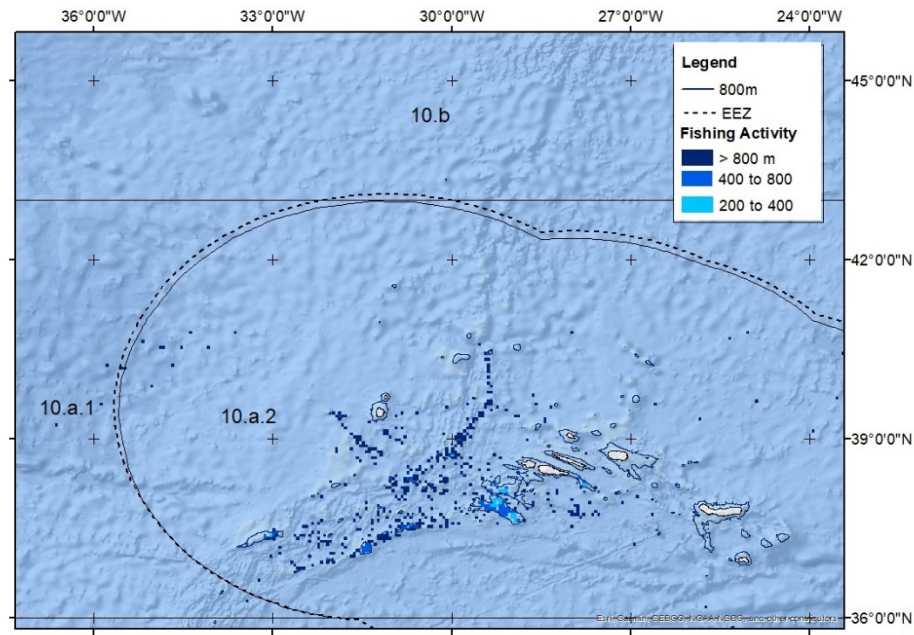 36°0'0"W 33°0'0"W 30°0'0"W 27°0'0"W 24°0'0"W
Legend
800m
EEZ
Fishing Activity
> 800 m
400 to 800
200 to 400
45°0'0"N
10.b
42°0'0"N
10.a.1
10.a.2
39°0'0"N
36°0'0"N
Esri, Garmin, GEBCO, NOAA NGDC, and other contributors